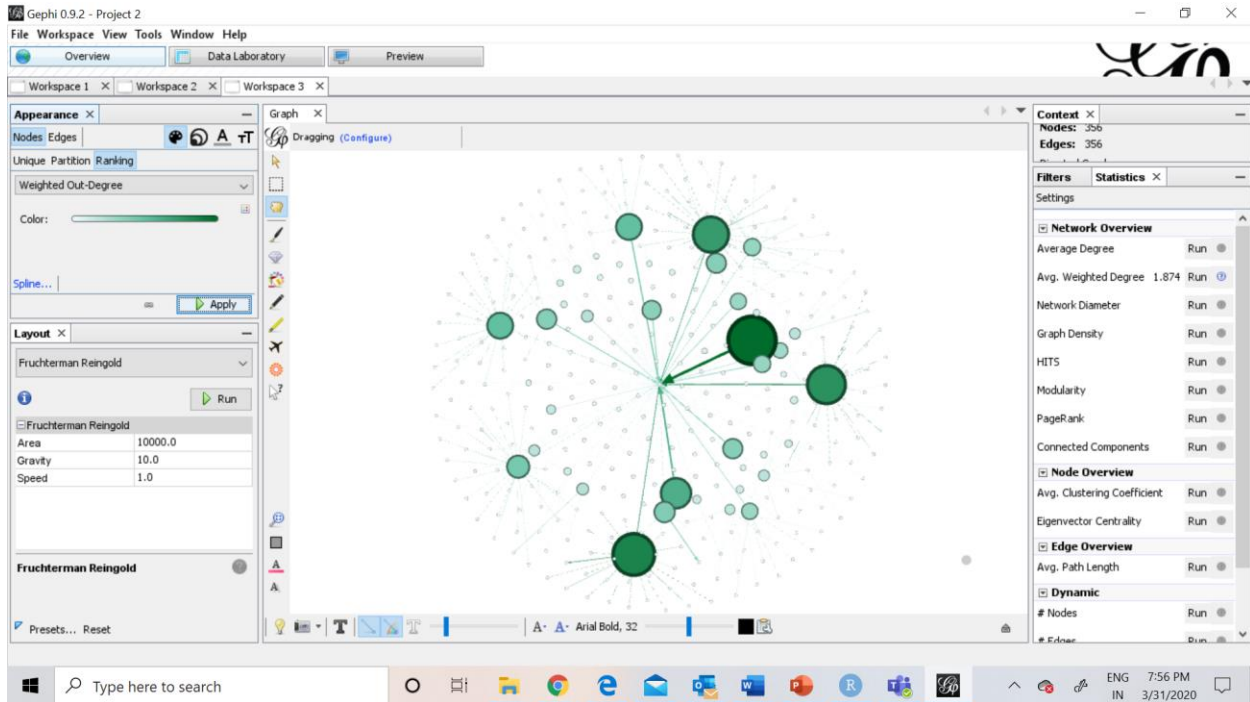 Gephi 0.9.2 - Project 2
File Workspace View Tools Window Help
Overview Data Laboratory Preview
Workspace 1 X Workspace 2 X Workspace 3 X
Appearance X
Nodes Edges
Unique Partition Ranking
Weighted Out-Degree
Color:
Spline...
Apply
Layout X
Fruchterman Reingold
Run
Fruchterman Reingold
Area 10000.0
Gravity 10.0
Speed 1.0
Fruchterman Reingold
Presets... Reset
Graph X
Dragging (Configure)
Arial Bold, 32
Context X
Nodes: 356
Edges: 356
Filters Statistics X
Settings
Network Overview
Average Degree Run
Avg. Weighted Degree 1.874 Run
Network Diameter Run
Graph Density Run
HITS Run
Modularity Run
PageRank Run
Connected Components Run
Node Overview
Avg. Clustering Coefficient Run
Eigenvector Centrality Run
Edge Overview
Avg. Path Length Run
Dynamic
# Nodes Run
# Edges Run
Type here to search
ENG 7:56 PM
IN 3/31/2020